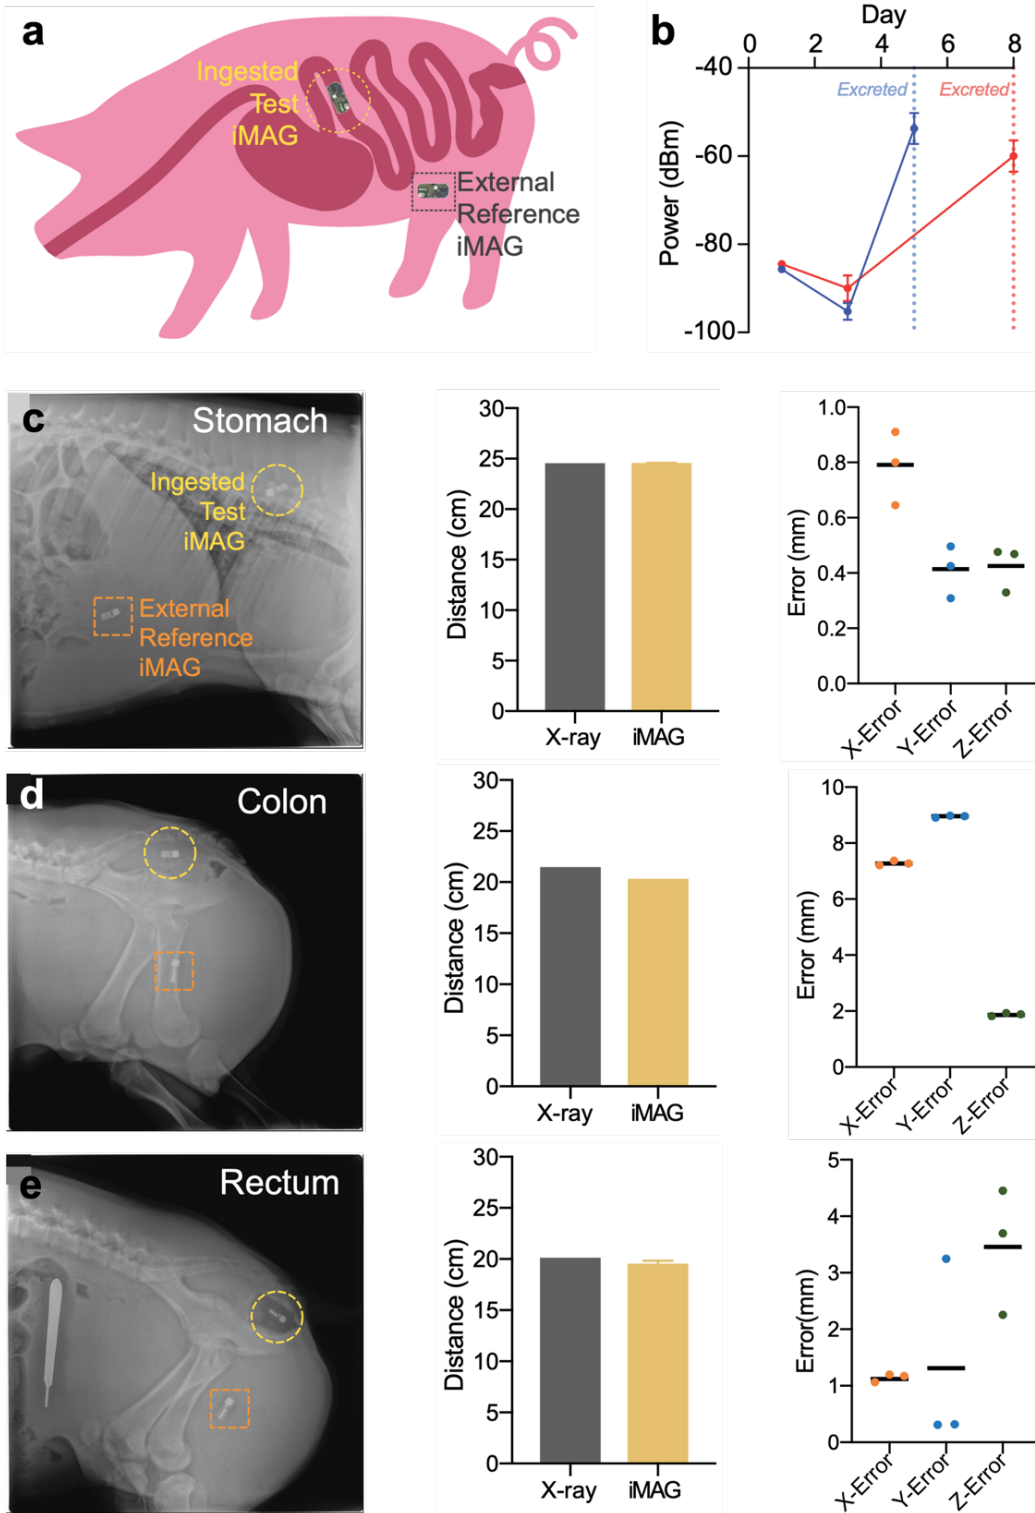 a
Ingested
Test
iMAG
External
Reference
iMAG
b
Day
0 2 4 6 8
-40
-60
-80
-100
Power (dBm)
Excreted Excreted
c
Stomach
Ingested
Test
iMAG
External
Reference
iMAG
30
25
20
15
10
5
0
Distance (cm)
X-ray iMAG
1.0
0.8
0.6
0.4
0.2
0.0
Error (mm)
X-Error Y-Error Z-Error
d
Colon
30
25
20
15
10
5
0
Distance (cm)
X-ray iMAG
10
8
6
4
2
0
Error (mm)
X-Error Y-Error Z-Error
e
Rectum
30
25
20
15
10
5
0
Distance (cm)
X-ray iMAG
5
4
3
2
1
0
Error(mm)
X-Error Y-Error Z-Error